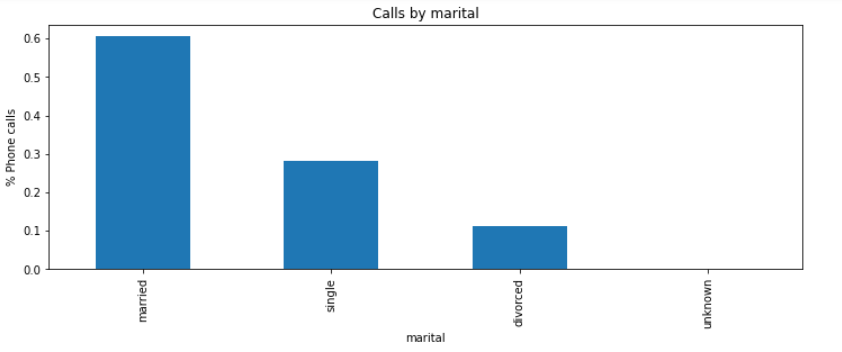 Calls by marital
% Phone calls
0.6
0.5
0.4
0.3
0.2
0.1
0.0
married
single
divorced
unknown
marital